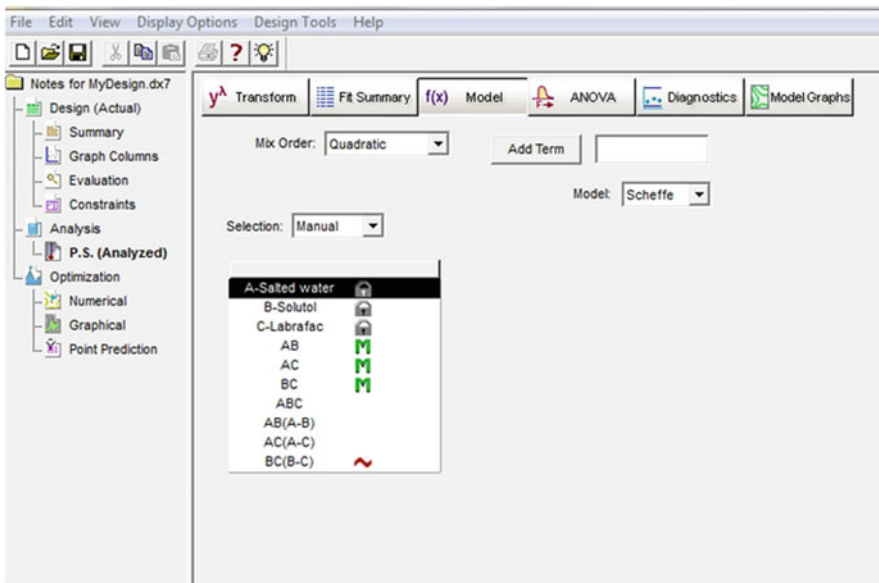 File Edit View Display Options Design Tools Help
?
Notes for MyDesign.dx7
Design (Actual)
Summary
Graph Columns
Evaluation
Constraints
Analysis
P.S. (Analyzed)
Optimization
Numerical
Graphical
Point Prediction
yλ Transform Fit Summary f(x) Model ANOVA Diagnostics Model Graphs
Mix Order: Quadratic Add Term
Model: Scheffe
Selection: Manual
A-Salted water
B-Solutol
C-Labrafac
AB M
AC M
BC M
ABC
AB(A-B)
AC(A-C)
BC(B-C) ~